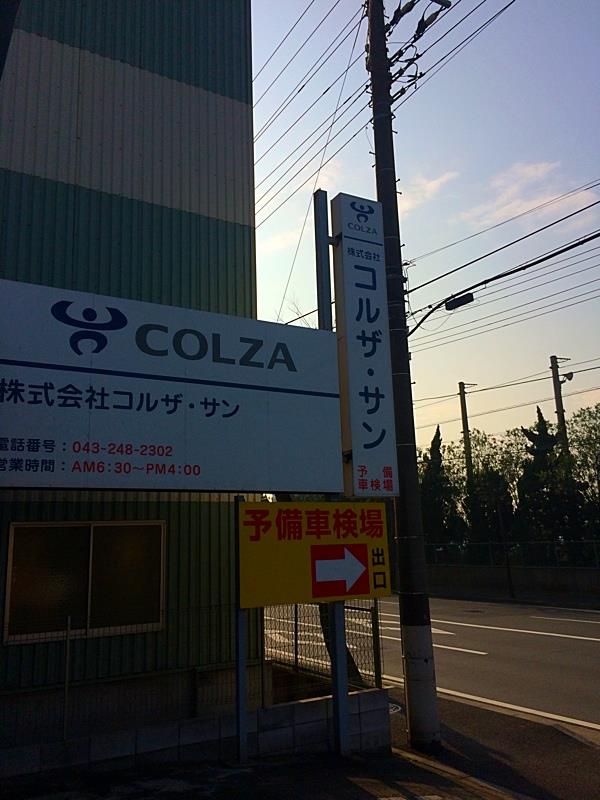 COLZA
株式会社コルザ・サン
電話番号：043-248-2302
営業時間：AM6:30～PM4:00
COLZA
株式会社
コルザ・サン
予備
車検場
予備車検場
出口